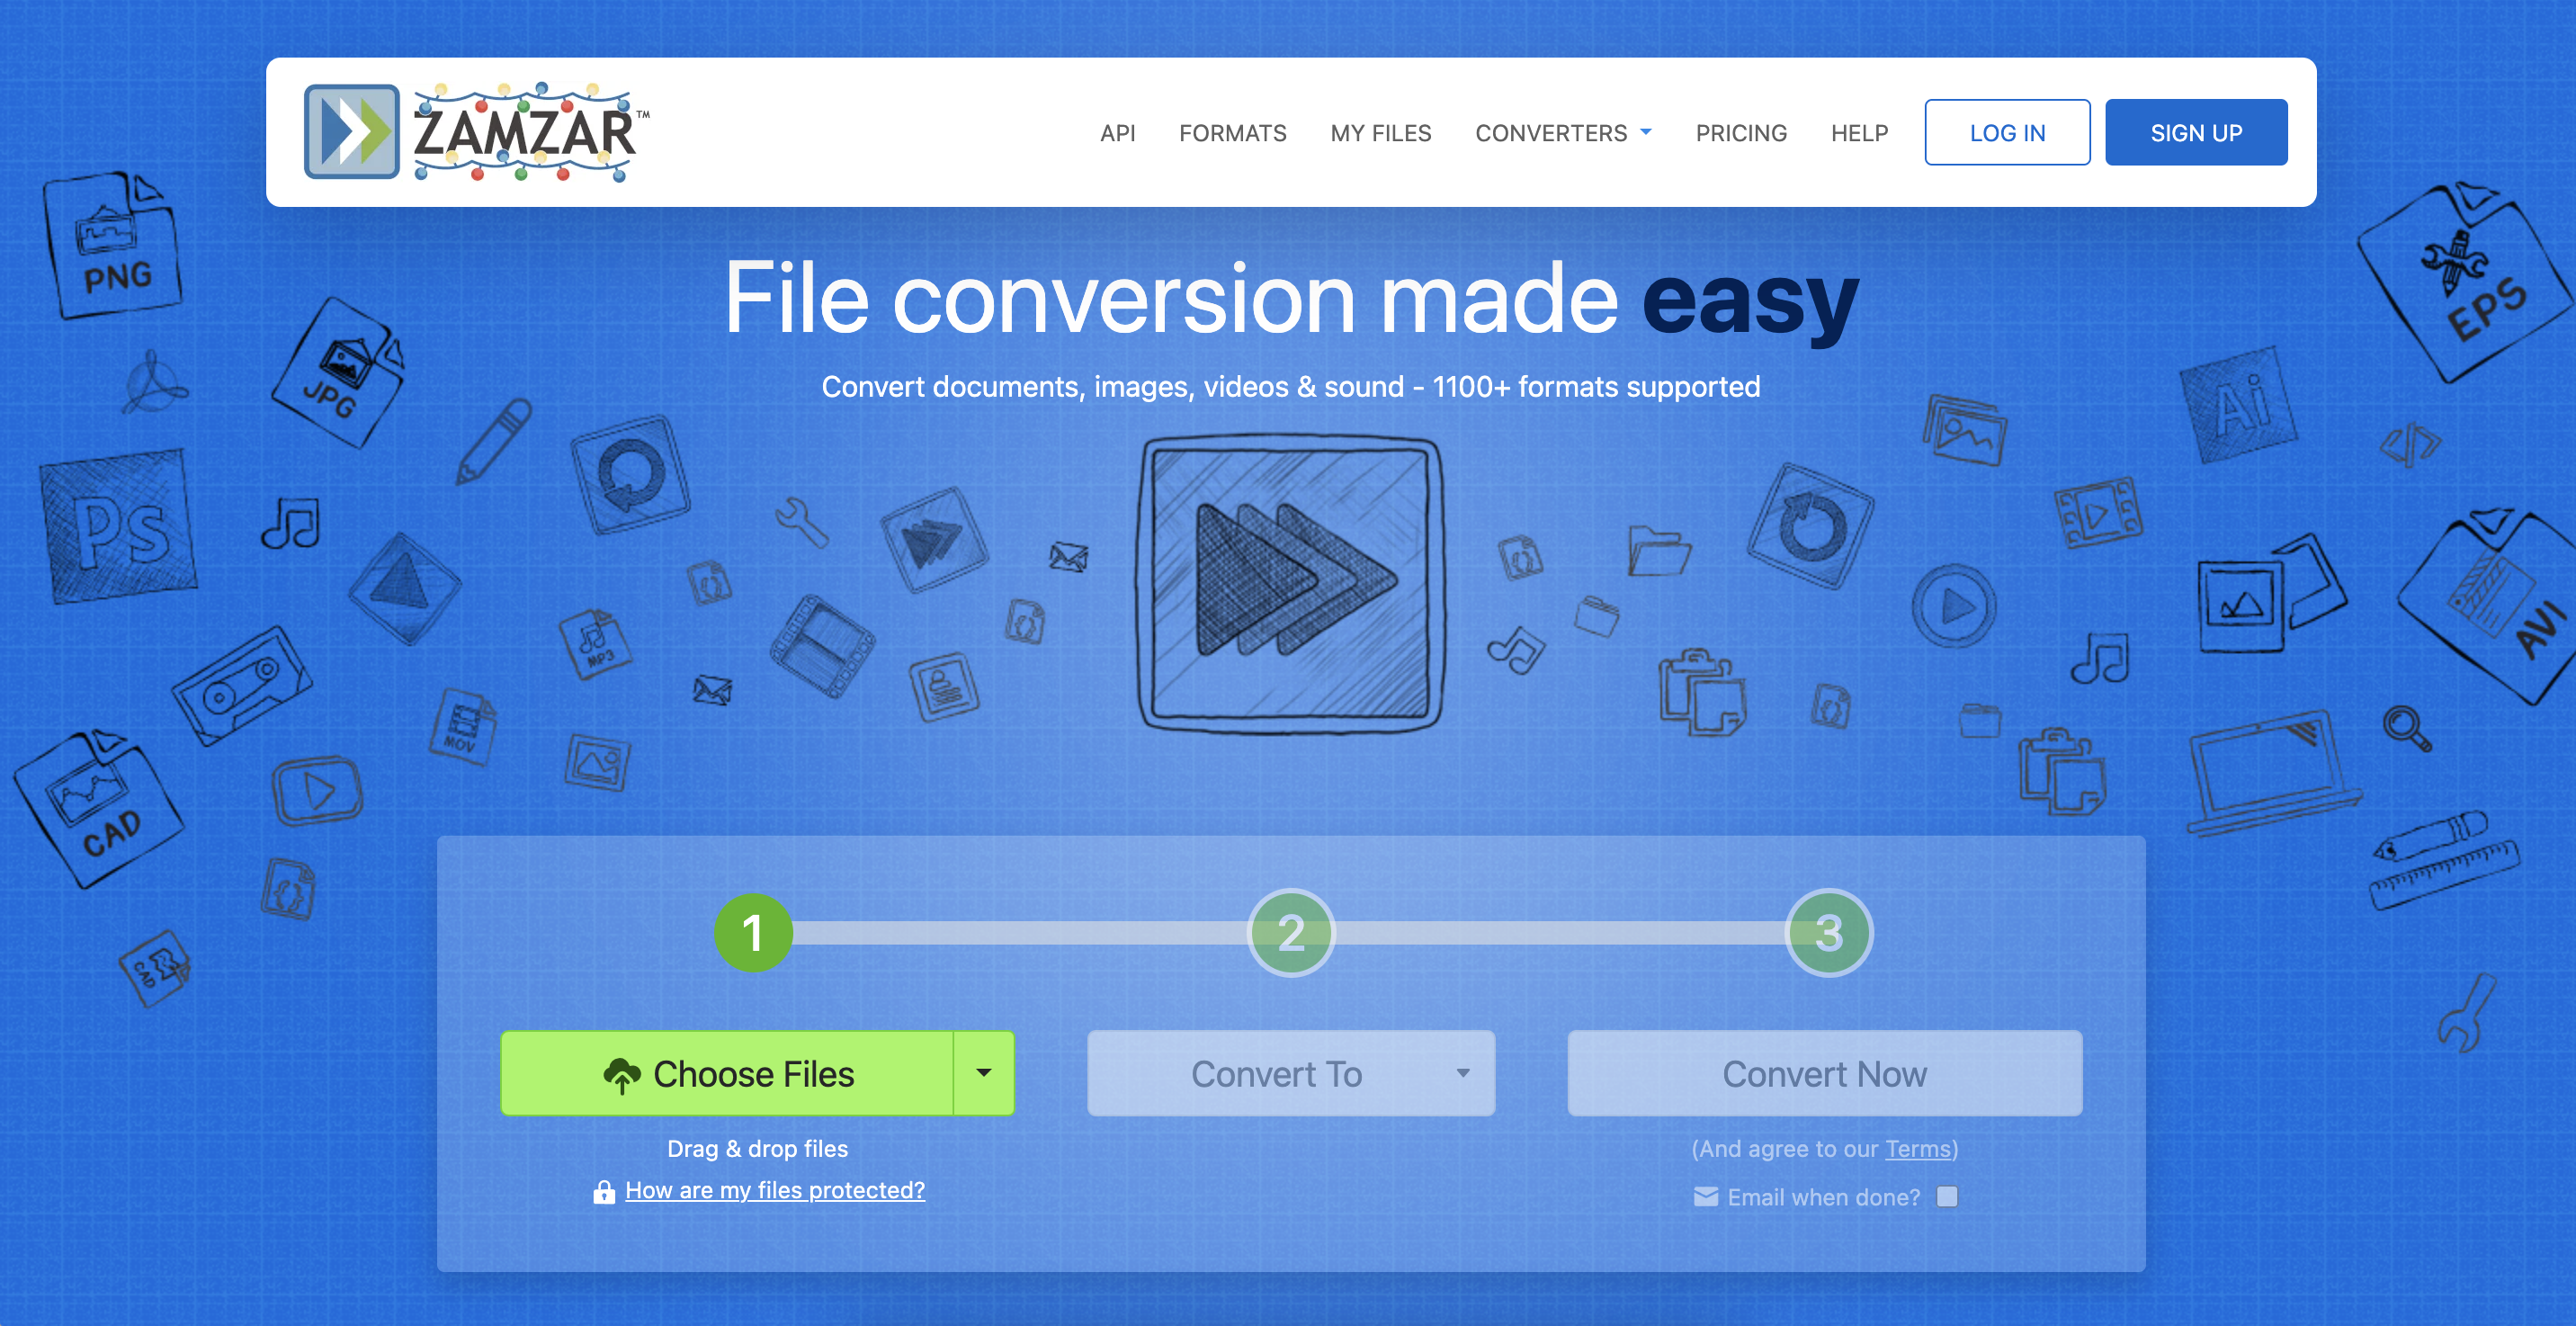 ZAMZAR™
API FORMATS MY FILES CONVERTERS PRICING HELP LOG IN SIGN UP
File conversion made easy
Convert documents, images, videos & sound - 1100+ formats supported
PNG
JPG
EPS
Ai
Ps
MP3
MOV
AVI
CAD
CAD
1 2 3
Choose Files
Convert To
Convert Now
Drag & drop files
How are my files protected?
(And agree to our Terms)
Email when done?